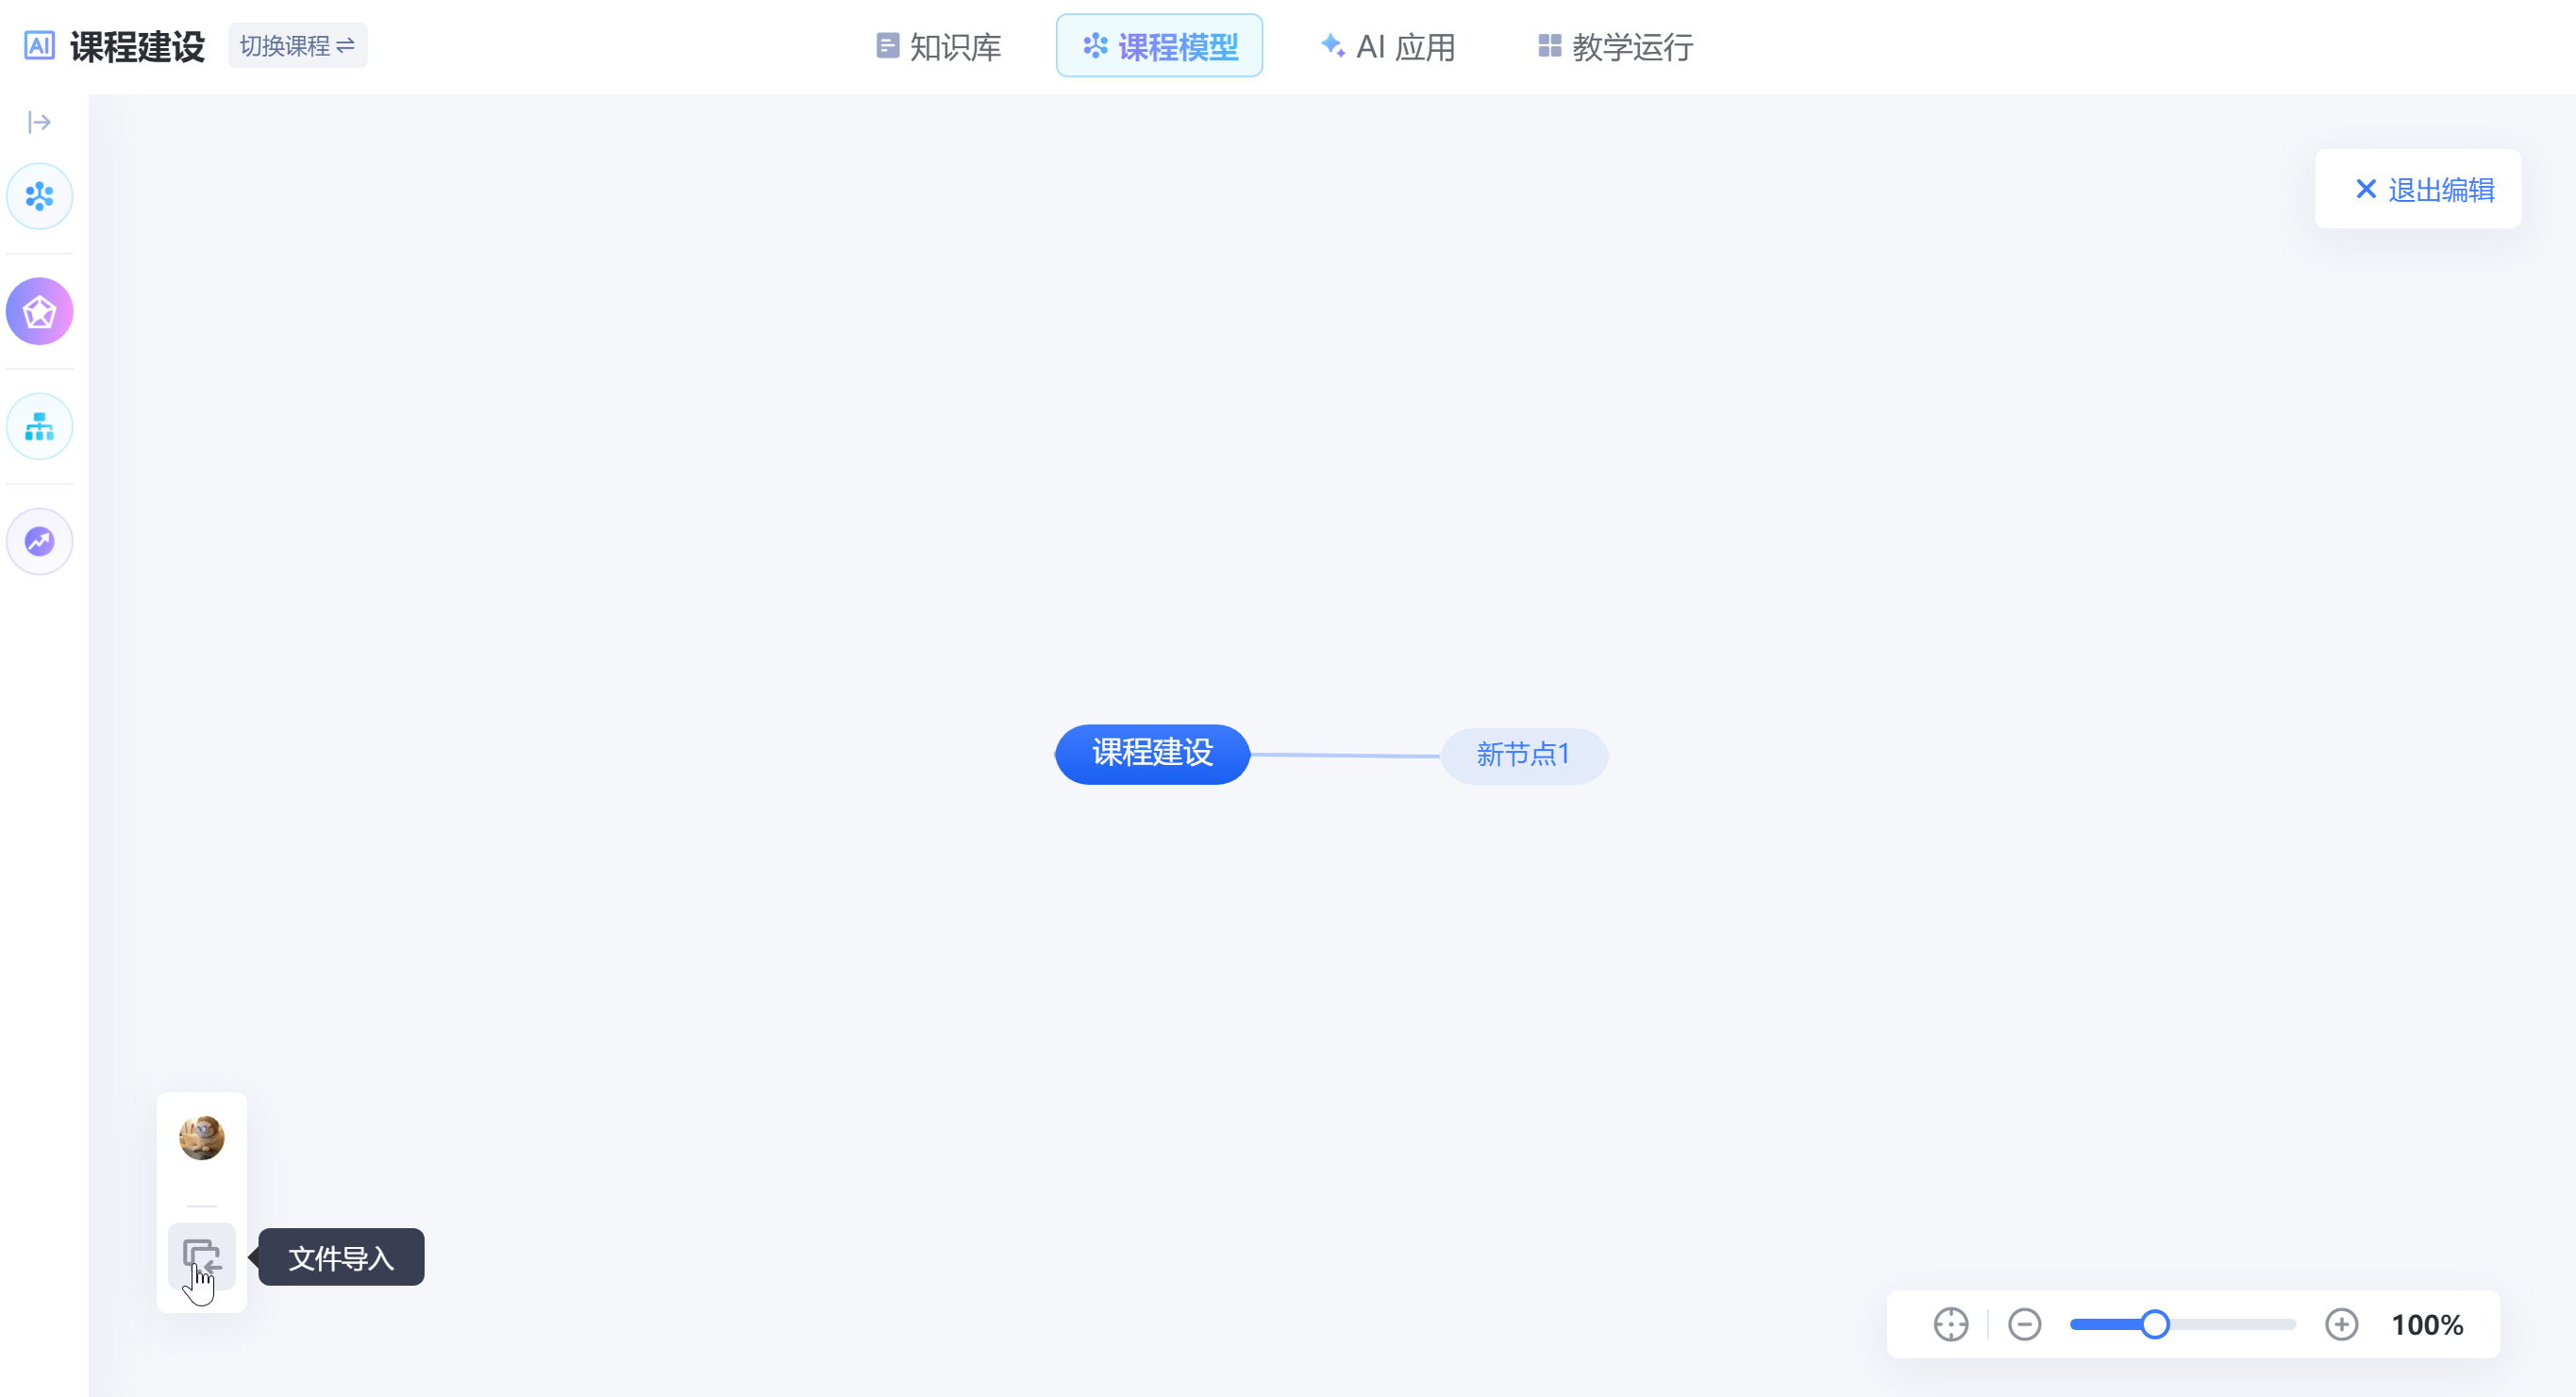 AI 课程建设 切换课程
知识库 课程模型 AI 应用 教学运行
退出编辑
课程建设 新节点1
文件导入
100%